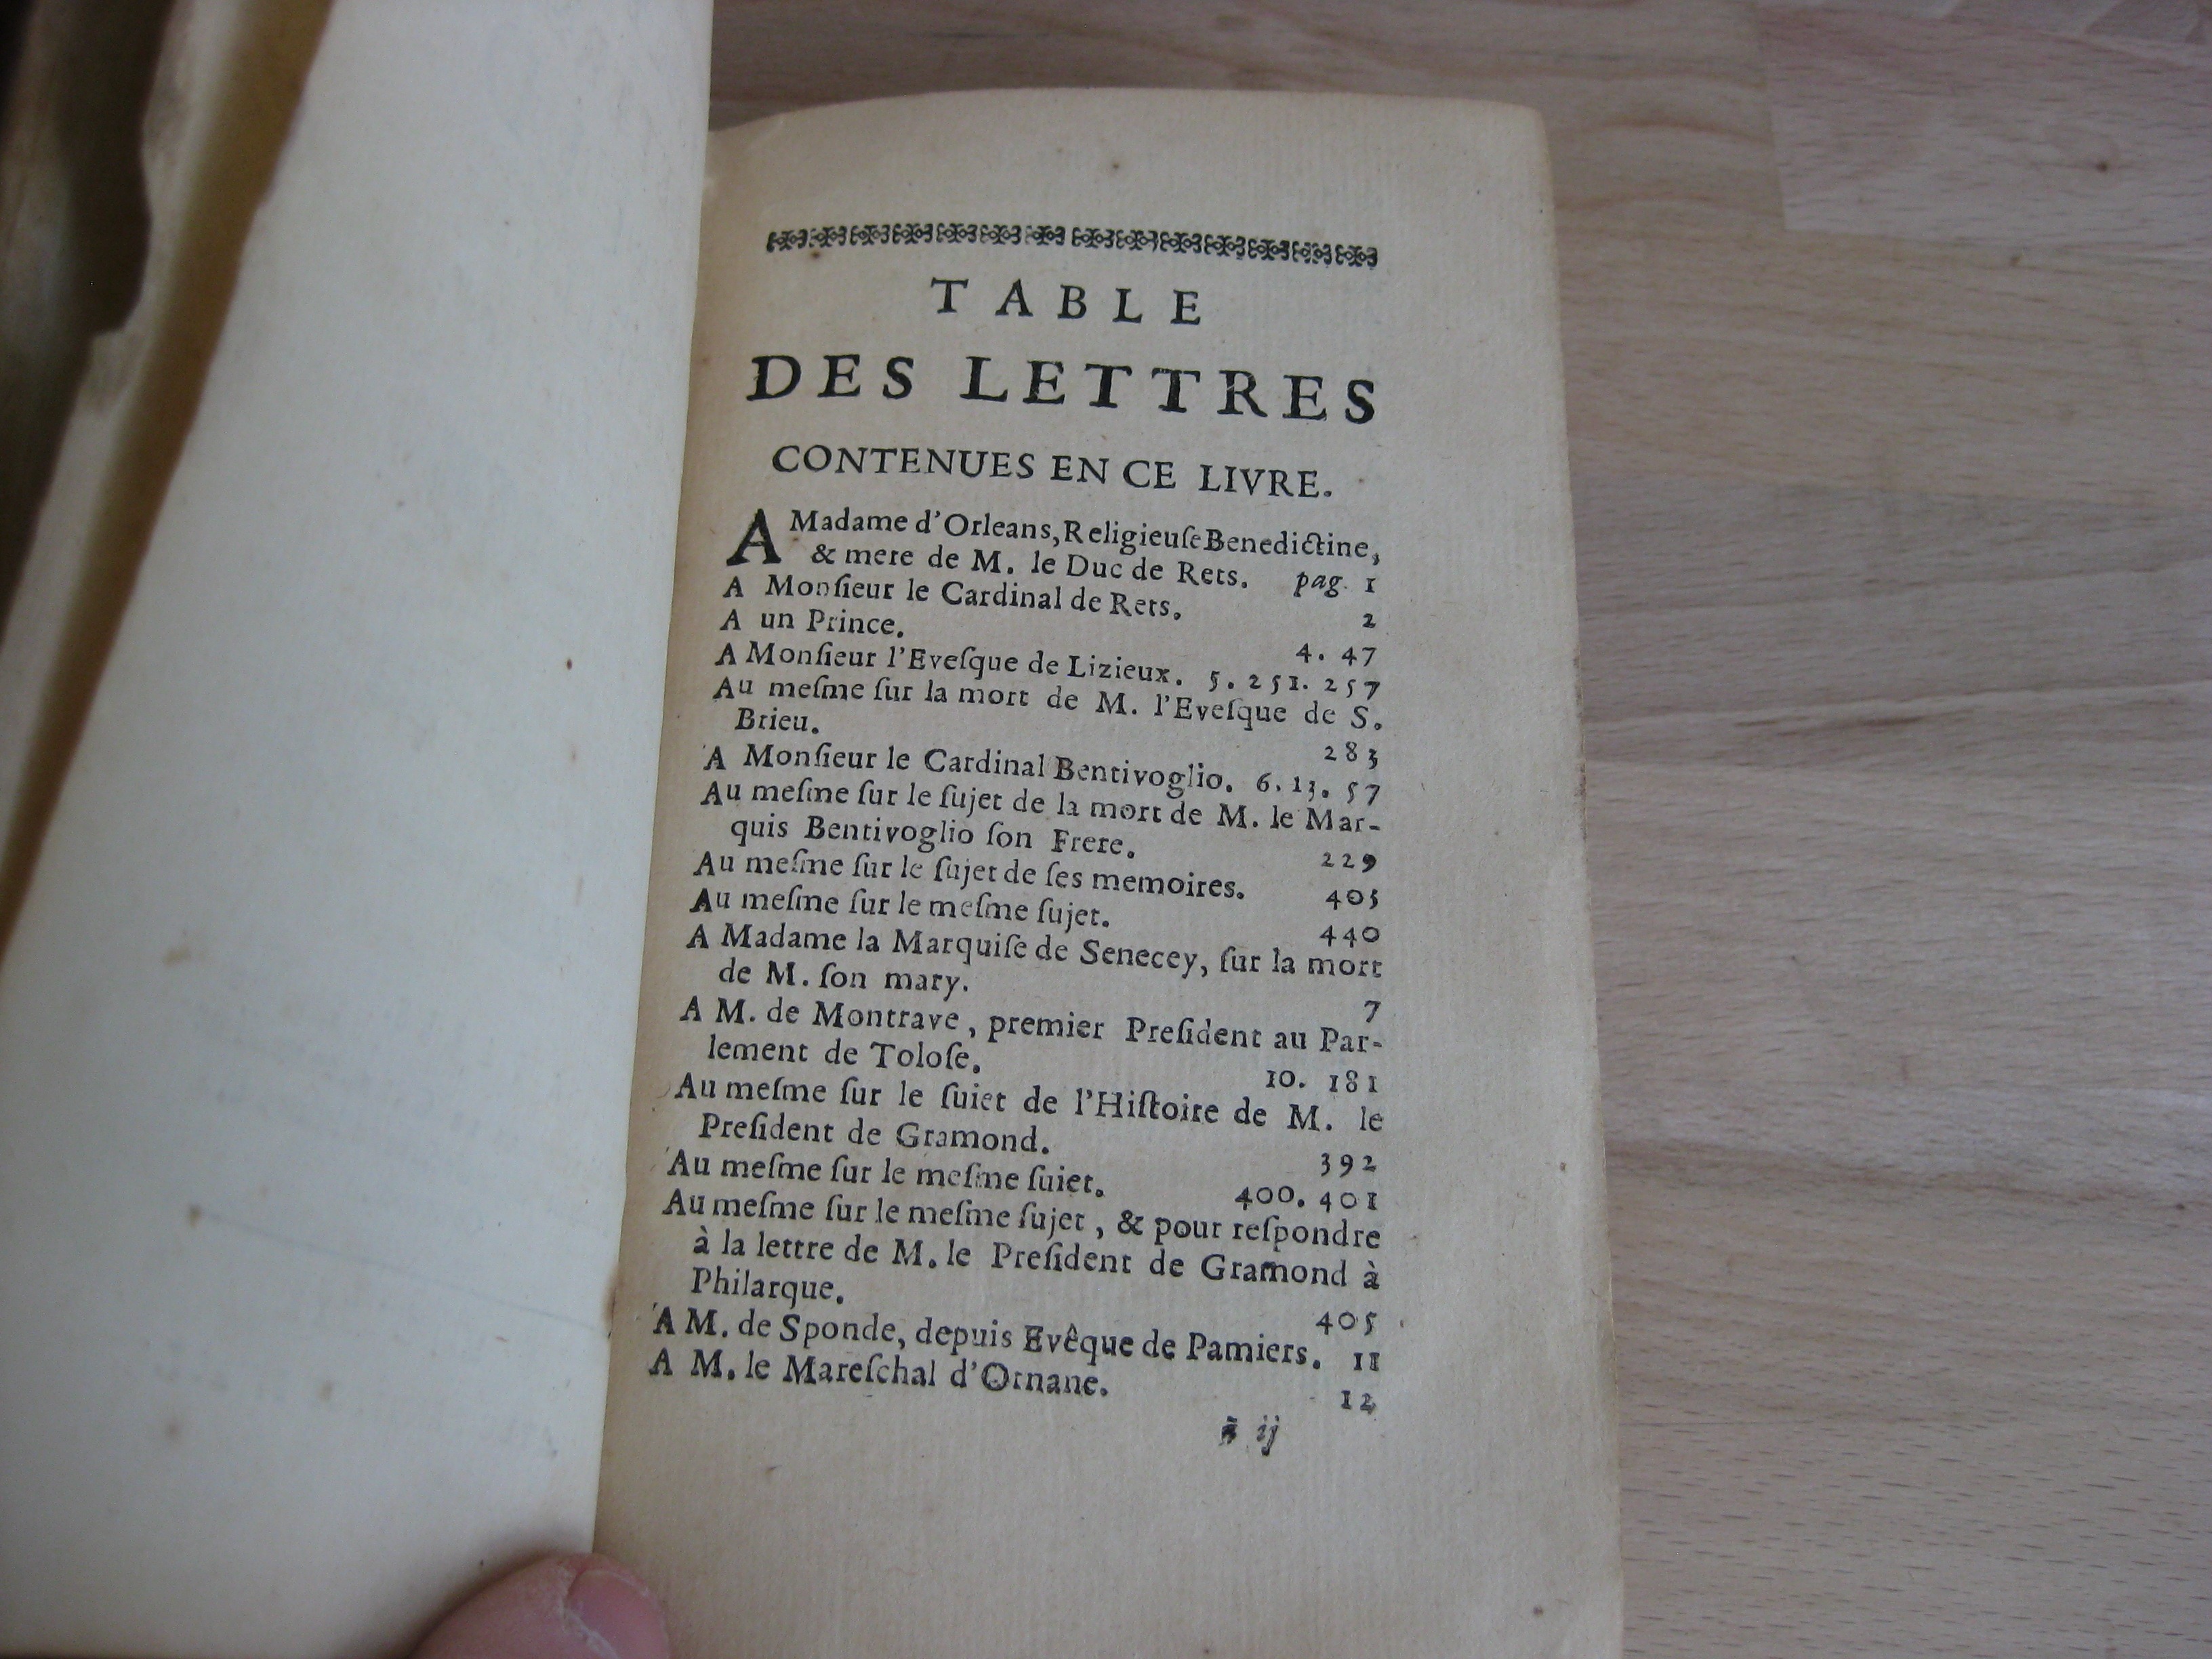 TABLE
DES LETTRES
CONTENUES EN CE LIVRE.
A Madame d'Orleans, Religieuſe Benedictine,
& mere de M. le Duc de Rets. pag. 1
A Monſieur le Cardinal de Rets. 2
A un Prince. 4. 47
A Monſieur l'Eveſque de Lizieux. 5. 251. 257
Au meſme ſur la mort de M. l'Eveſque de S.
Brieu. 283
A Monſieur le Cardinal Bentivoglio. 6. 13. 57
Au meſme ſur le ſujet de la mort de M. le Mar-
quis Bentivoglio ſon Frere. 229
Au meſme ſur le ſujet de ſes memoires. 405
Au meſme ſur le meſme ſujet. 440
A Madame la Marquiſe de Senecey, ſur la mort
de M. ſon mary. 7
A M. de Montrave, premier Preſident au Par-
lement de Toloſe. 10. 181
Au meſme ſur le ſuiet de l'Hiſtoire de M. le
Preſident de Gramond. 392
Au meſme ſur le meſme ſuiet. 400. 401
Au meſme ſur le meſme ſujet, & pour reſpondre
à la lettre de M. le Preſident de Gramond à
Philarque. 405
A M. de Sponde, depuis Evêque de Pamiers. 11
A M. le Mareſchal d'Ornane. 12
ij